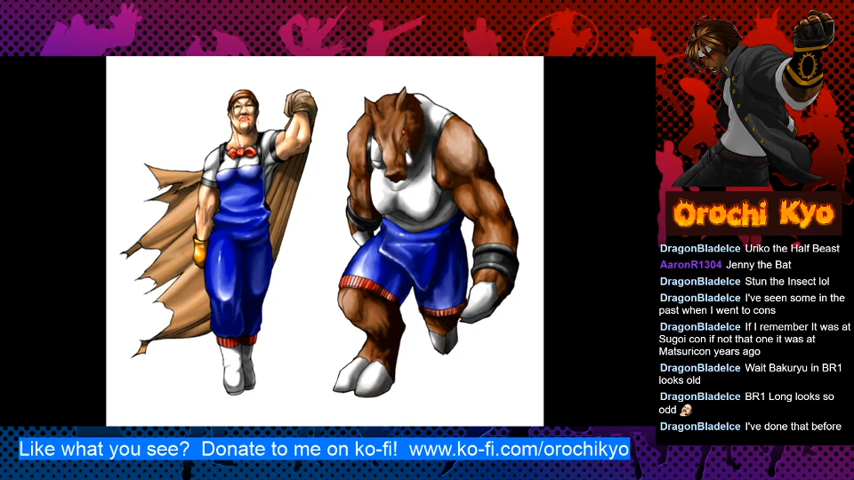 Orochi Kyo
DragonBladeIce Uriko the Half Beast
AaronR1304 Jenny the Bat
DragonBladeIce Stun the Insect lol
DragonBladeIce I've seen some in the
past when I went to cons
DragonBladeIce If I remember It was at
Sugoi con if not that one it was at
Matsuricon years ago
DragonBladeIce Wait Bakuryu in BR1
looks old
DragonBladeIce BR1 Long looks so
odd
DragonBladeIce I've done that before
Like what you see? Donate to me on ko-fi! www.ko-fi.com/orochikyo